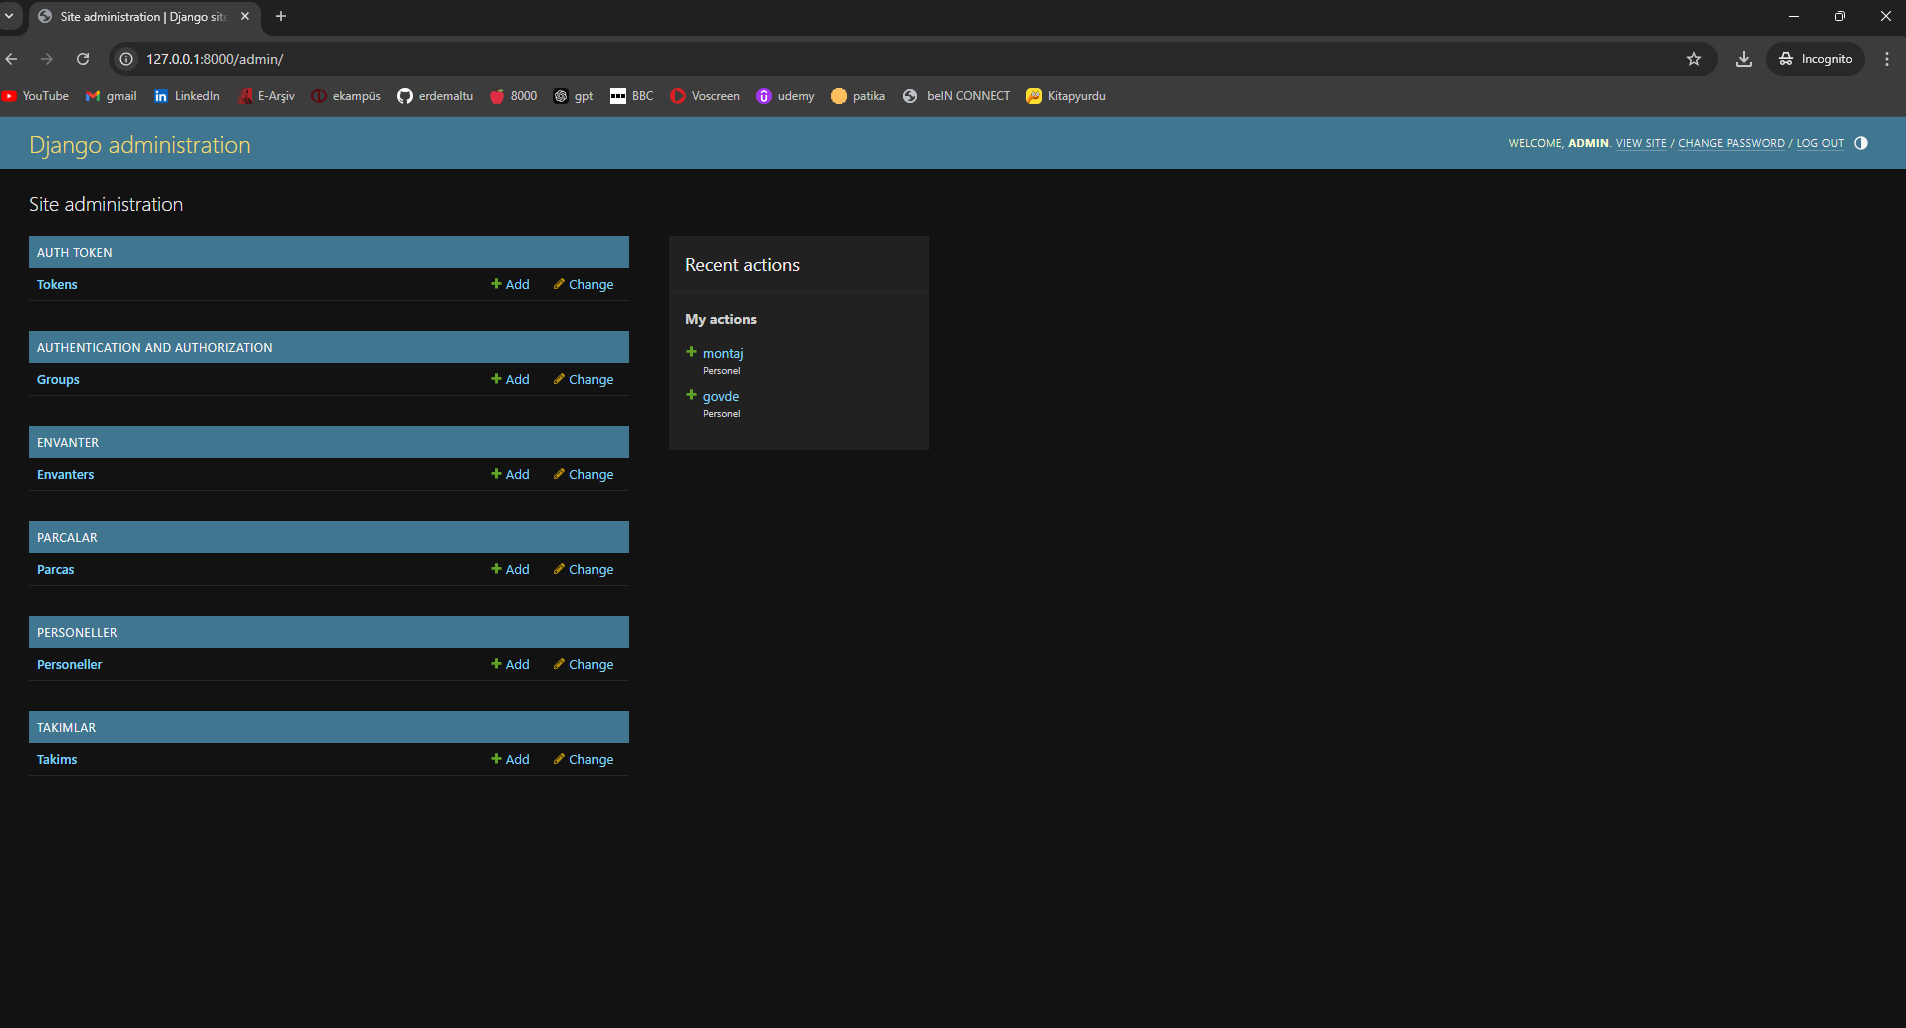 Site administration | Django site
127.0.0.1:8000/admin/
Incognito
YouTube gmail LinkedIn E-Arşiv ekampüs erdemaltu 8000 gpt BBC Voscreen udemy patika beIN CONNECT Kitapyurdu
Django administration
WELCOME, ADMIN. VIEW SITE / CHANGE PASSWORD / LOG OUT
Site administration
AUTH TOKEN
Tokens Add Change
AUTHENTICATION AND AUTHORIZATION
Groups Add Change
ENVANTER
Envanters Add Change
PARCALAR
Parcas Add Change
PERSONELLER
Personeller Add Change
TAKIMLAR
Takims Add Change
Recent actions
My actions
montaj
Personel
govde
Personel